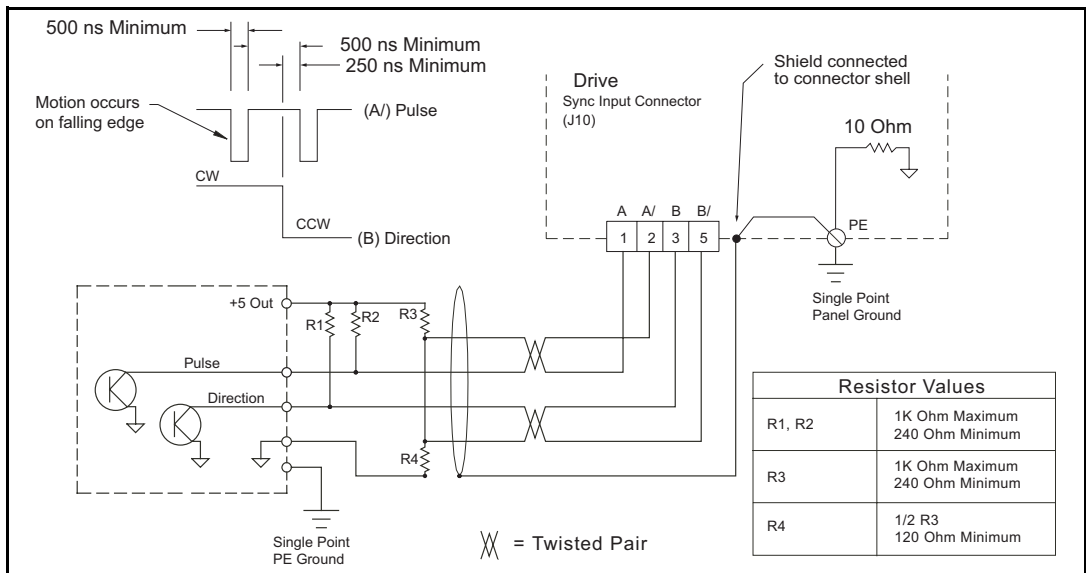 500 ns Minimum
500 ns Minimum
250 ns Minimum
Motion occurs
on falling edge
(A/) Pulse
CW
CCW
(B) Direction
Drive
Sync Input Connector
(J10)
Shield connected
to connector shell
10 Ohm
A A/ B B/
1 2 3 5
PE
Single Point
Panel Ground
+5 Out
R1
R2
R3
Pulse
Direction
R4
Single Point
PE Ground
= Twisted Pair
Resistor Values
R1, R2
1K Ohm Maximum
240 Ohm Minimum
R3
1K Ohm Maximum
240 Ohm Minimum
R4
1/2 R3
120 Ohm Minimum